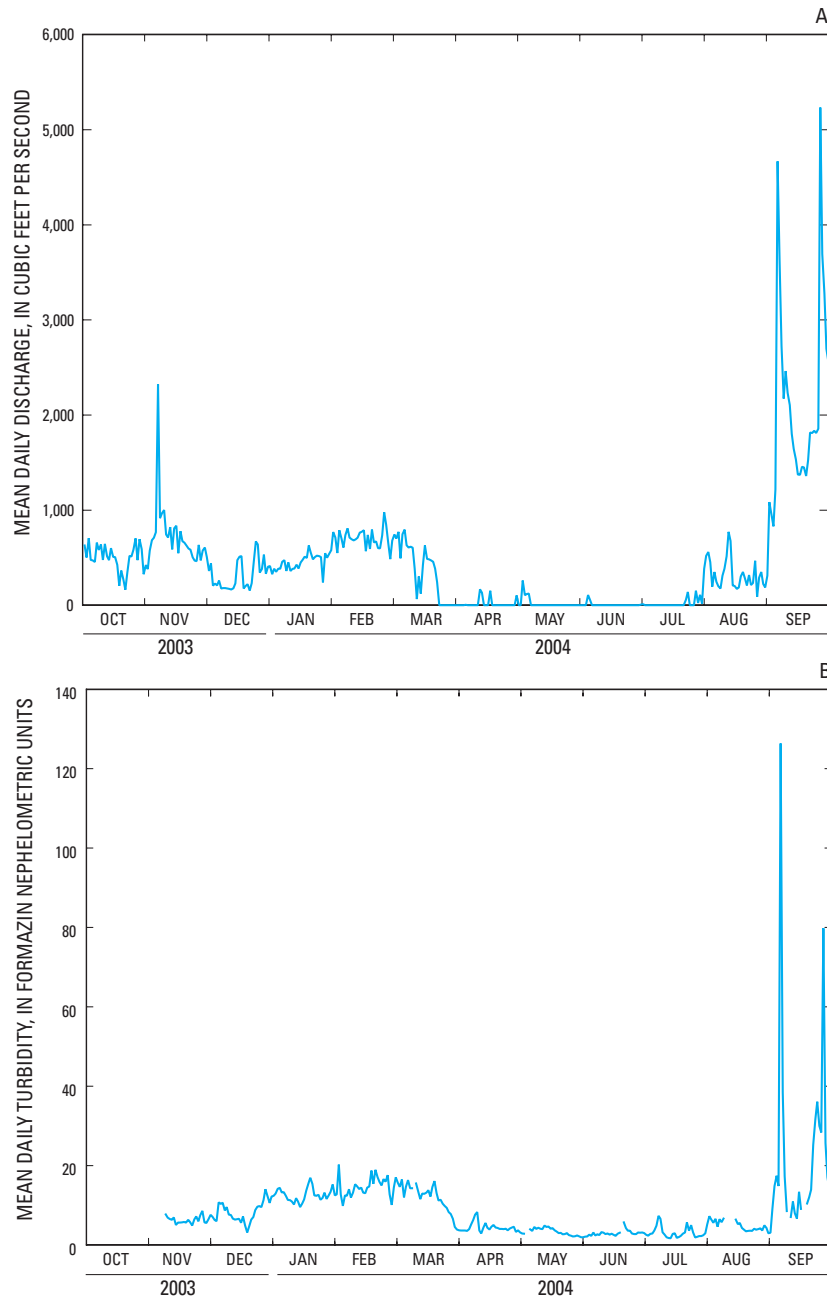 A
MEAN DAILY DISCHARGE, IN CUBIC FEET PER SECOND
6,000
5,000
4,000
3,000
2,000
1,000
0
OCT NOV DEC JAN FEB MAR APR MAY JUN JUL AUG SEP
2003 2004
B
MEAN DAILY TURBIDITY, IN FORMAZIN NEPHELOMETRIC UNITS
140
120
100
80
60
40
20
0
OCT NOV DEC JAN FEB MAR APR MAY JUN JUL AUG SEP
2003 2004